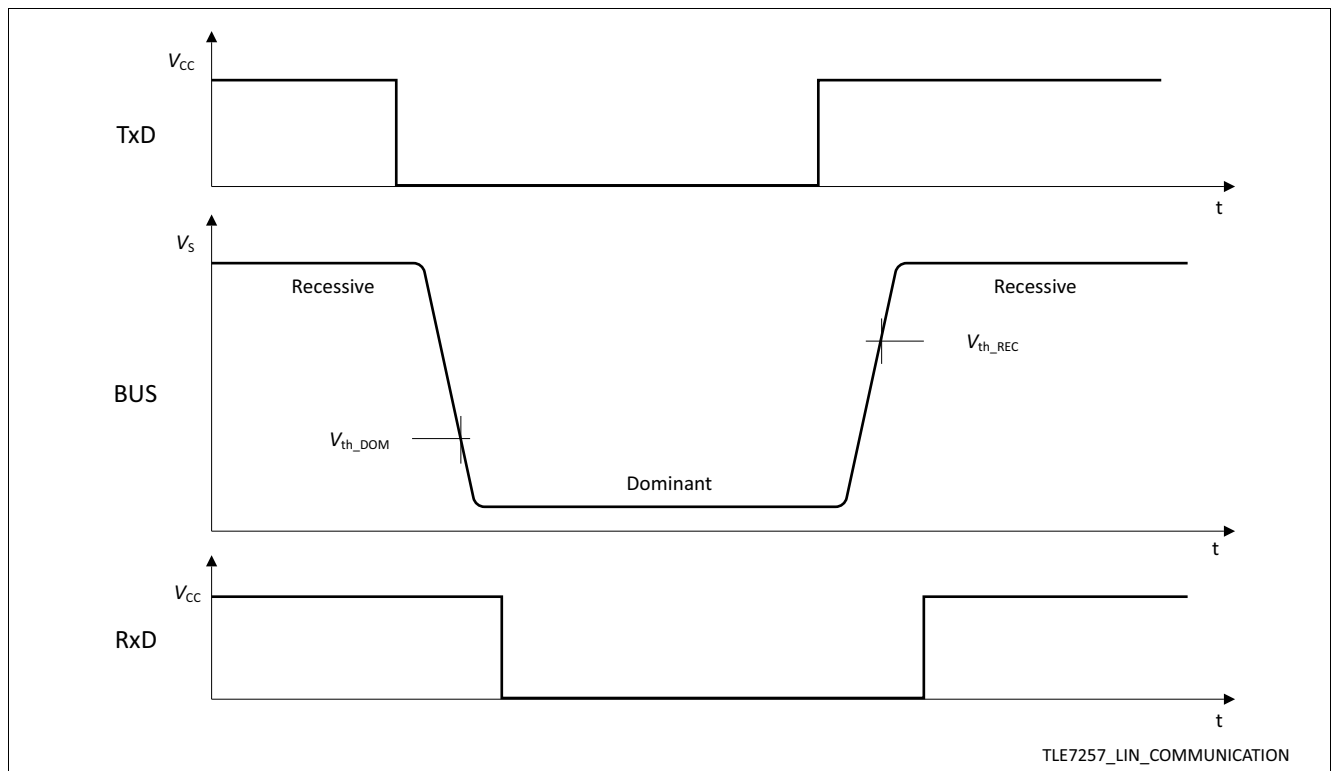 VCC
TxD
t
VS
Recessive
Recessive
Vth_REC
BUS
Vth_DOM
Dominant
t
VCC
RxD
t
TLE7257_LIN_COMMUNICATION